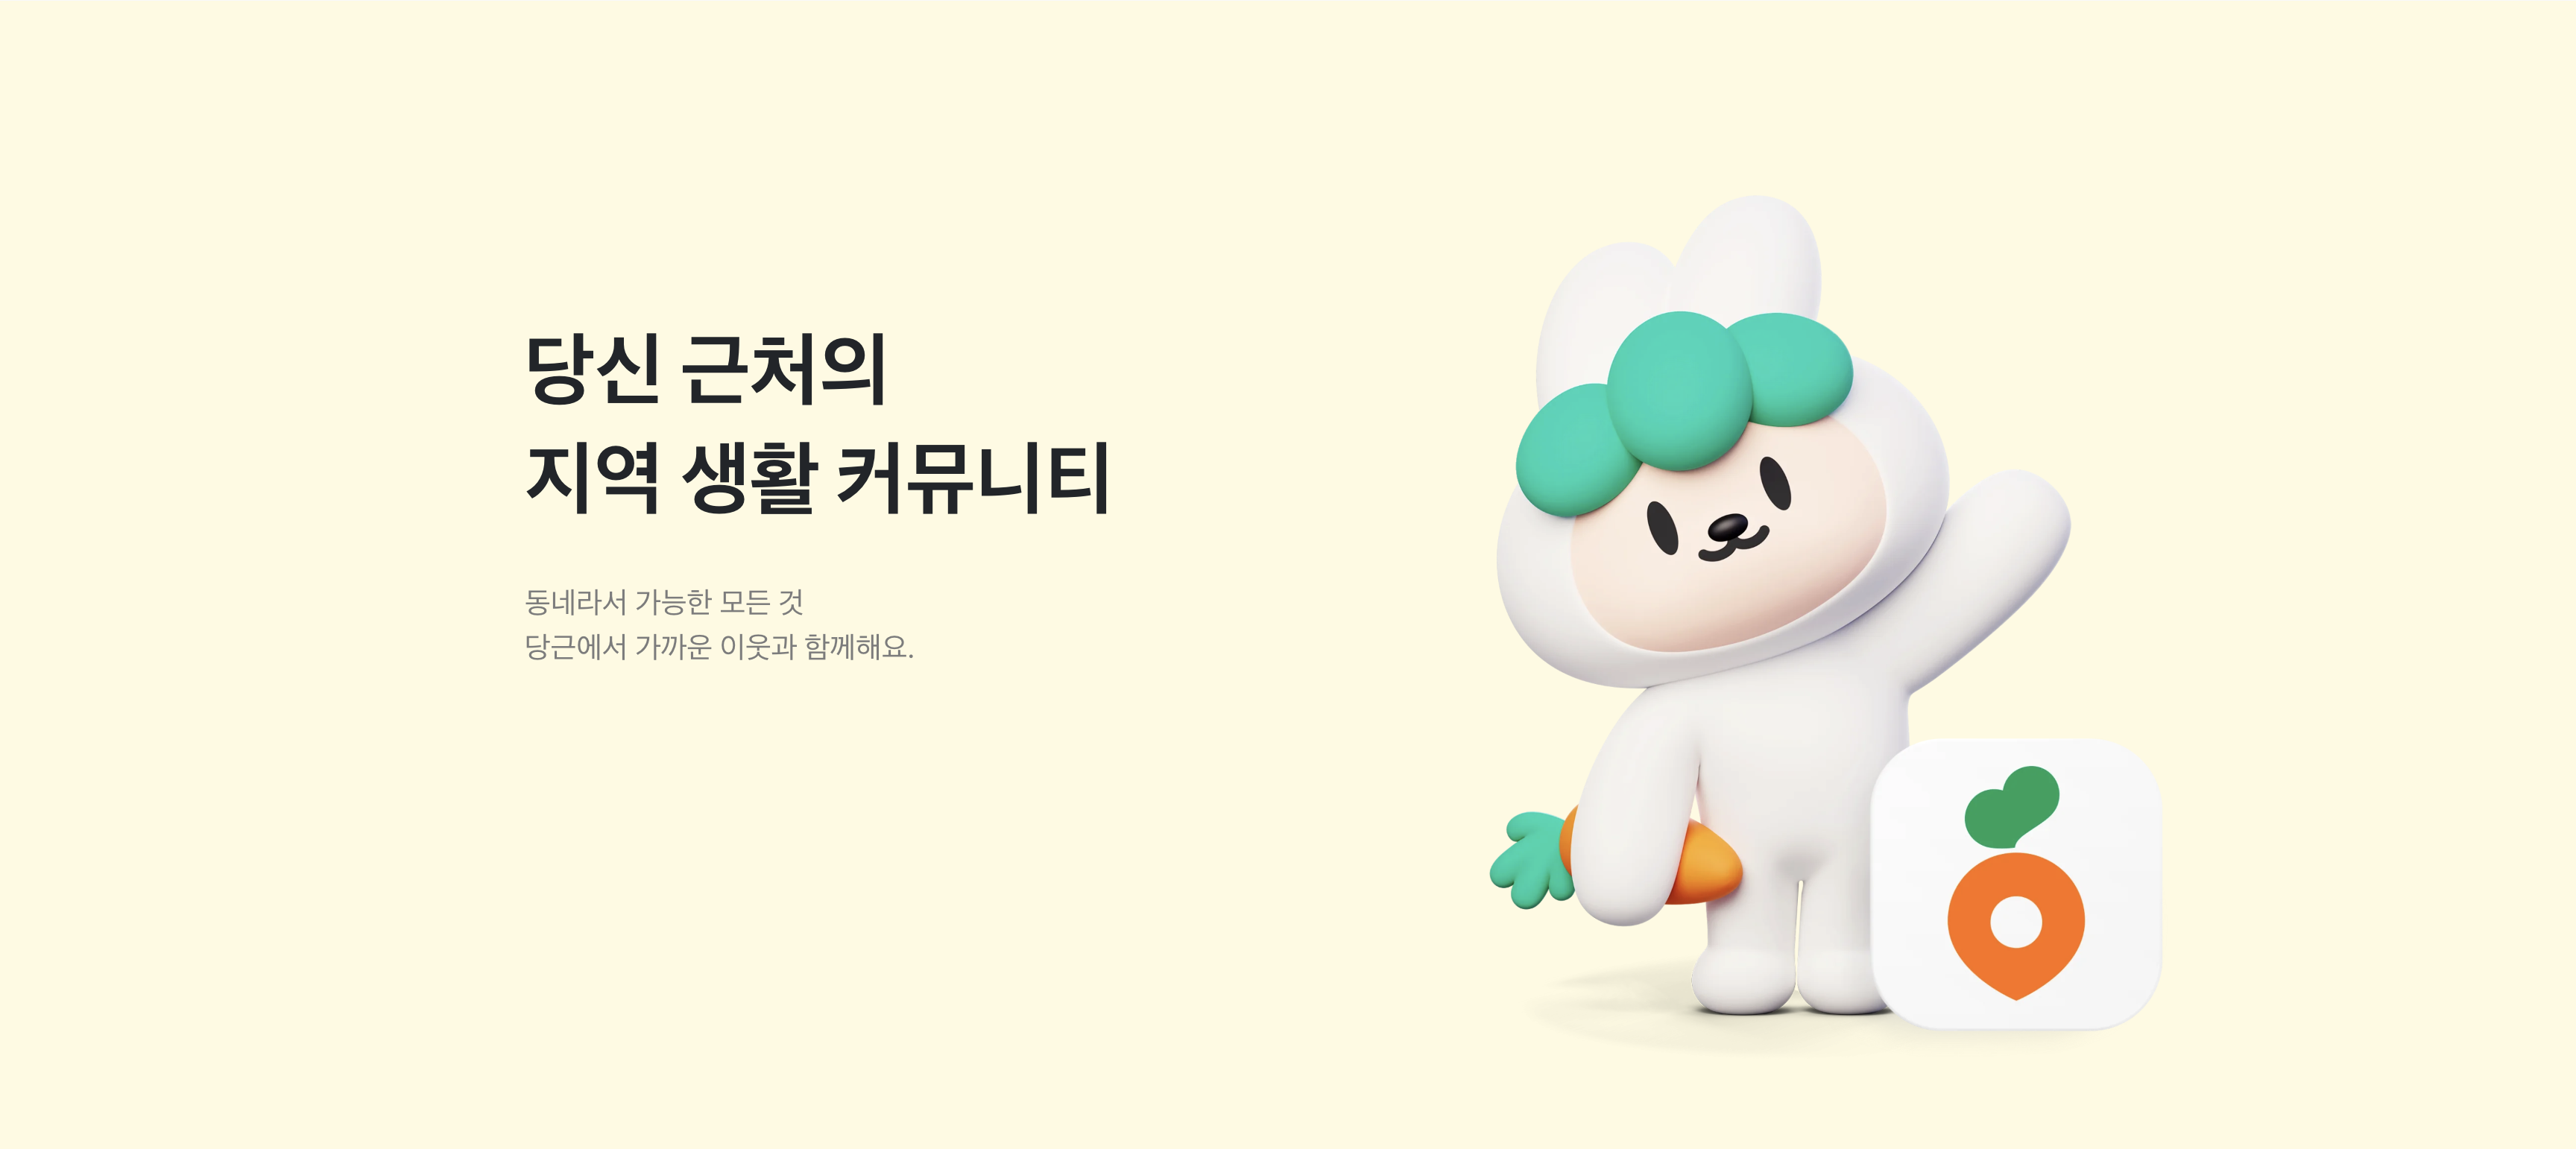 당신 근처의
지역 생활 커뮤니티
동네라서 가능한 모든 것
당근에서 가까운 이웃과 함께해요.